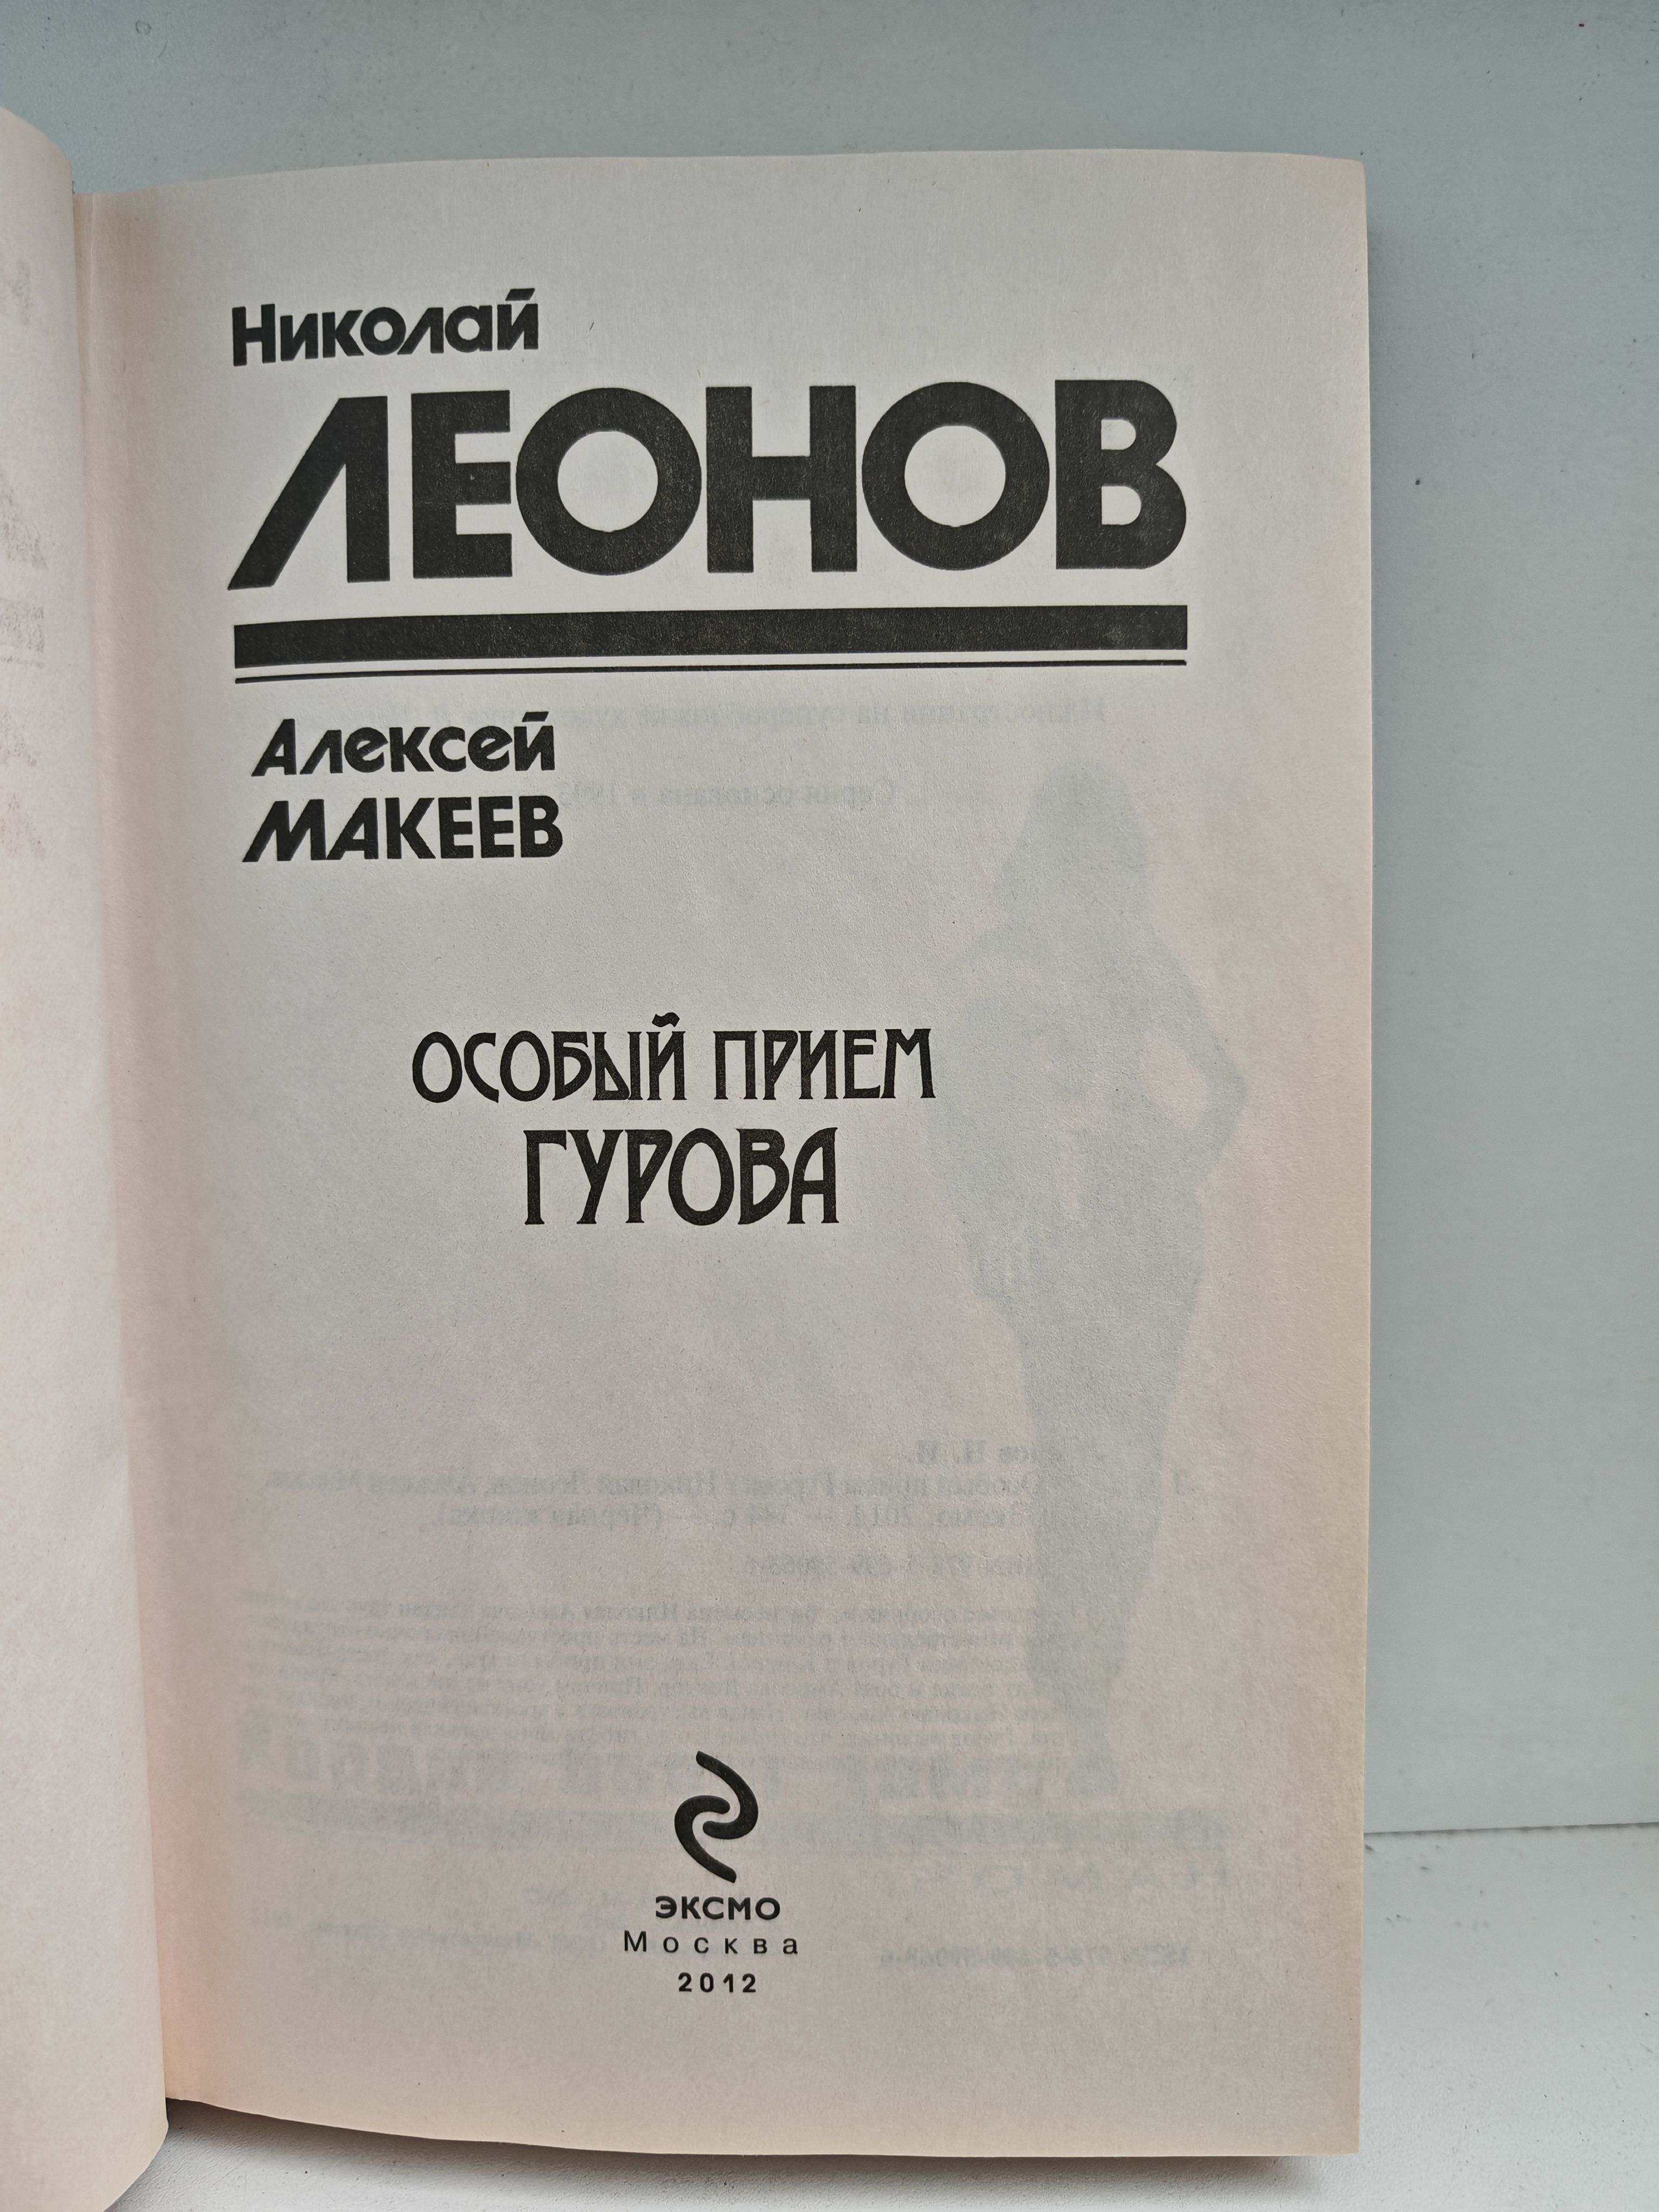 Николай
ЛЕОНОВ
Алексей
МАКЕЕВ
ОСОБЫЙ ПРИЕМ
ГУРОВА
ЭКСМО
Москва
2012